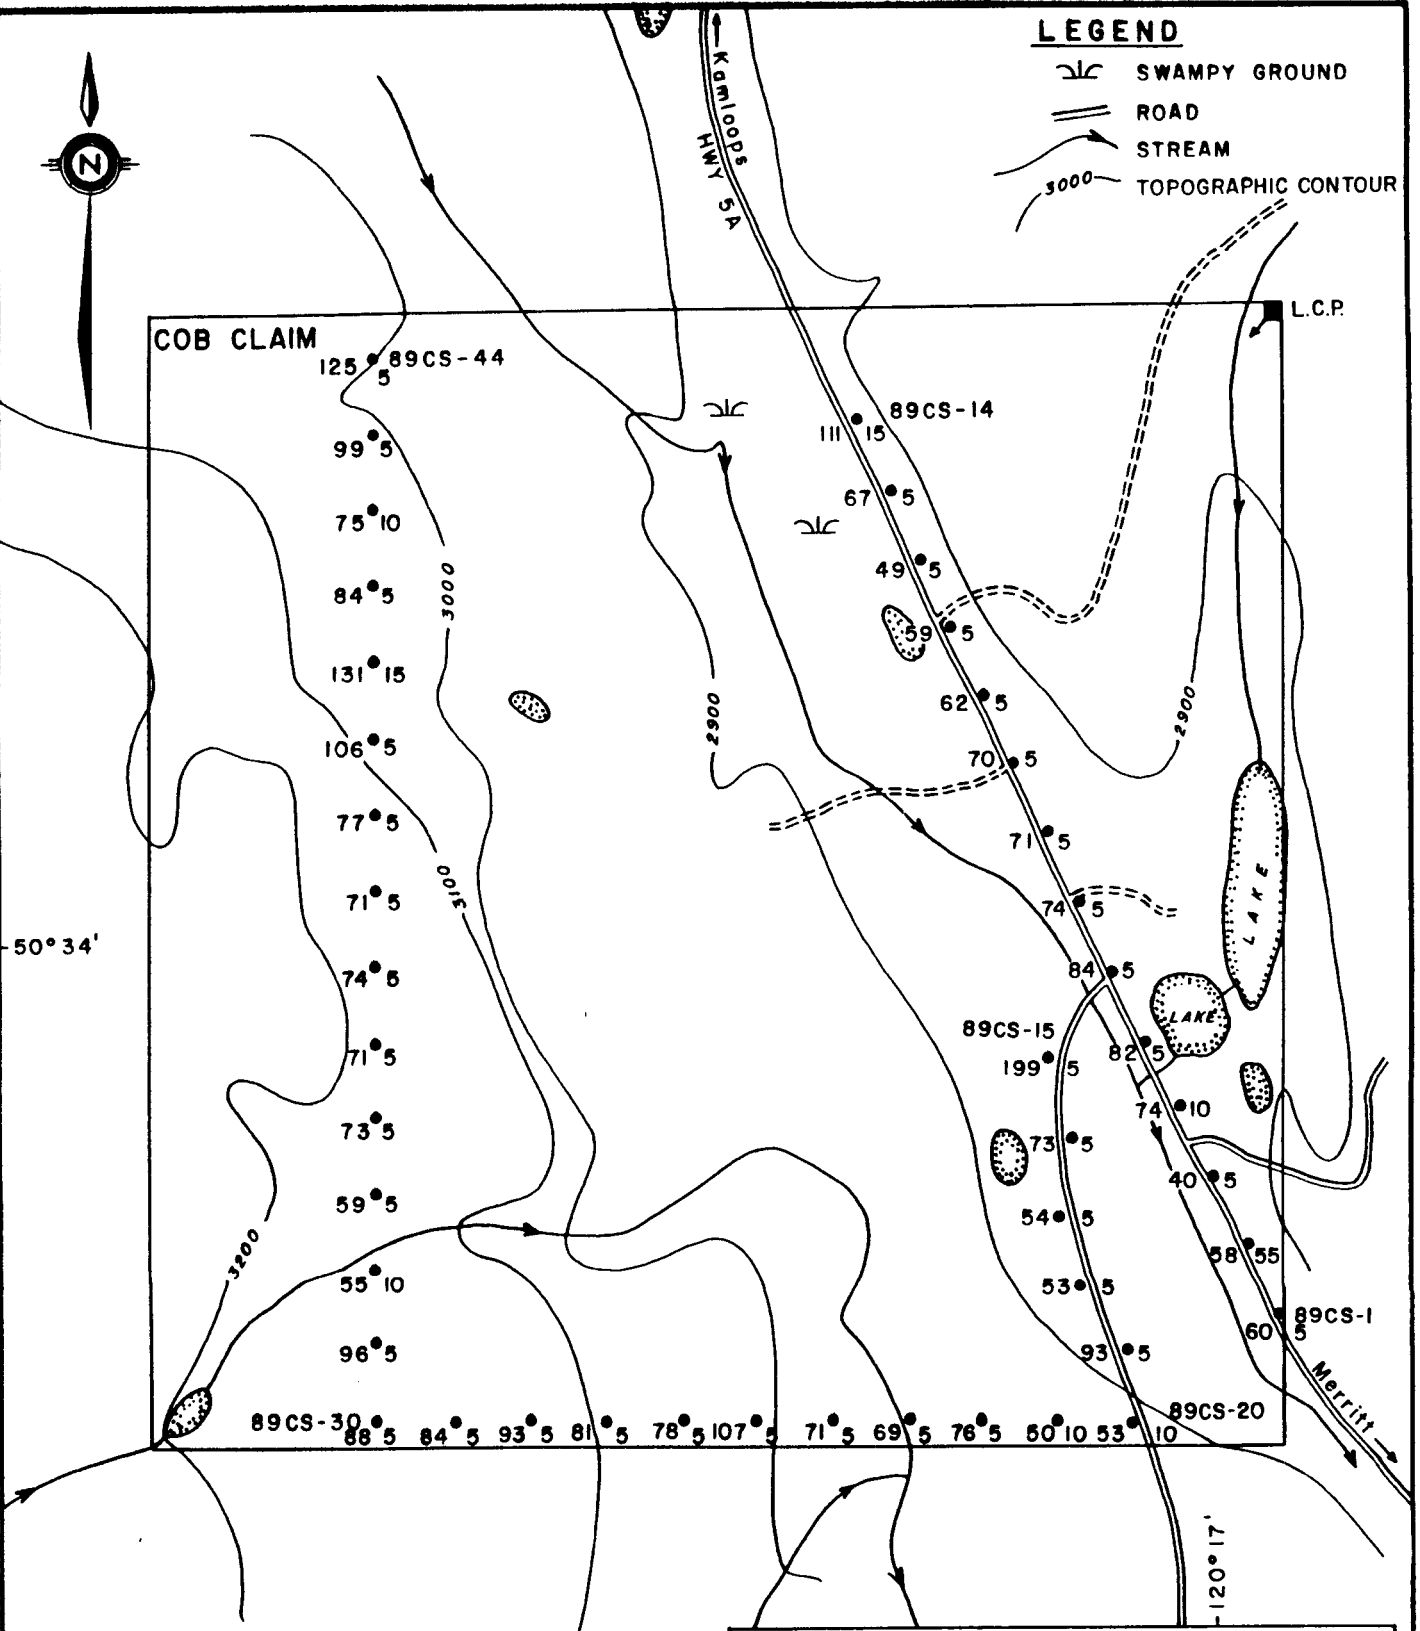 LEGEND
SWAMPY GROUND
ROAD
STREAM
3000 TOPOGRAPHIC CONTOUR
N
Kamloops
HWY 5A
L.C.P.
COB CLAIM
125 5 89CS-44
89CS-14
111 15
99 5
67 5
75 10
49 5
84 5
3000
59 5
131 15
62 5
2900
2900
106 5
70 5
77 5
71 5
3100
71 5
74 5
LAKE
50°34'
74 5
84 5
LAKE
89CS-15
199 5
82 5
71 5
74 10
73 5
73 5
40 5
59 5
54 5
3200
58 55
55 10
53 5
89CS-1
60 5
96 5
93 5
Merritt
89CS-30
89CS-20
88 5 84 5 93 5 81 5 78 5 107 5 71 5 69 5 76 5 50 10 53 10
120°17'